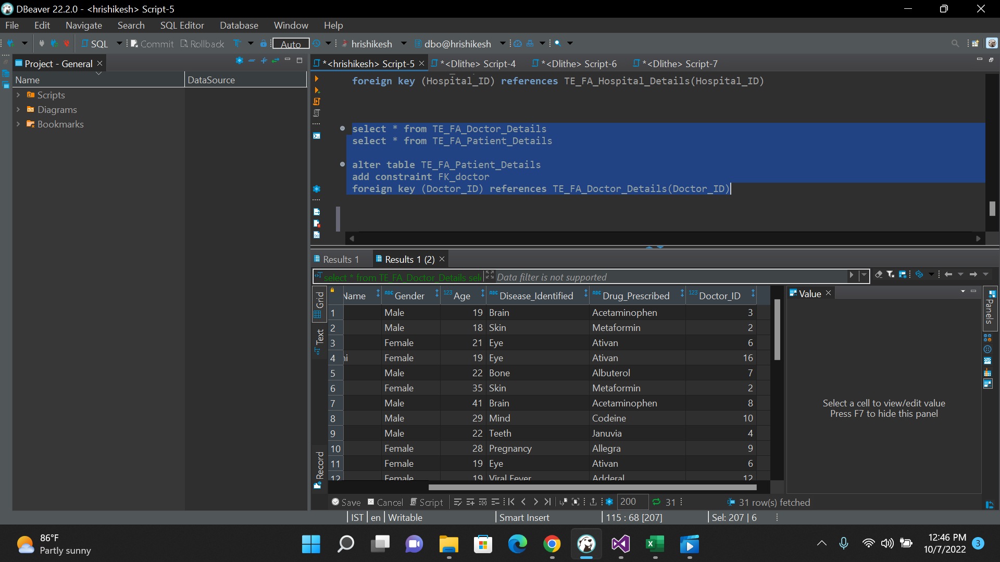 DBeaver 22.2.0 - <hrishikesh> Script-5
File Edit Navigate Search SQL Editor Database Window Help
SQL Commit Rollback Auto hrishikesh dbo@hrishikesh
Project - General
Name DataSource
Scripts
Diagrams
Bookmarks
*<hrishikesh> Script-5 *<Dlithe> Script-4 *<Dlithe> Script-6 *<Dlithe> Script-7
foreign key (Hospital_ID) references TE_FA_Hospital_Details(Hospital_ID)
select * from TE_FA_Doctor_Details
select * from TE_FA_Patient_Details
alter table TE_FA_Patient_Details
add constraint FK_doctor
foreign key (Doctor_ID) references TE_FA_Doctor_Details(Doctor_ID)
Results 1 Results 1 (2)
select * from TE_FA_Doctor_Details sel Data filter is not supported
Grid
Text
Record
Name Gender Age Disease_Identified Drug_Prescribed Doctor_ID
1 Male 19 Brain Acetaminophen 3
2 Male 18 Skin Metaformin 2
3 Female 21 Eye Ativan 6
4 ni Female 19 Eye Ativan 16
5 Male 22 Bone Albuterol 7
6 Female 35 Skin Metaformin 2
7 Male 41 Brain Acetaminophen 8
8 Male 29 Mind Codeine 10
9 Male 22 Teeth Januvia 4
10 Female 28 Pregnancy Allegra 9
11 Female 19 Eye Ativan 6
12 Female 19 Viral Fever Adderal 12
Value
Panels
Select a cell to view/edit value
Press F7 to hide this panel
Save Cancel Script 200 31 31 row(s) fetched
IST en Writable Smart Insert 115 : 68 [207] Sel: 207 | 6
86°F
Partly sunny
12:46 PM
10/7/2022
3